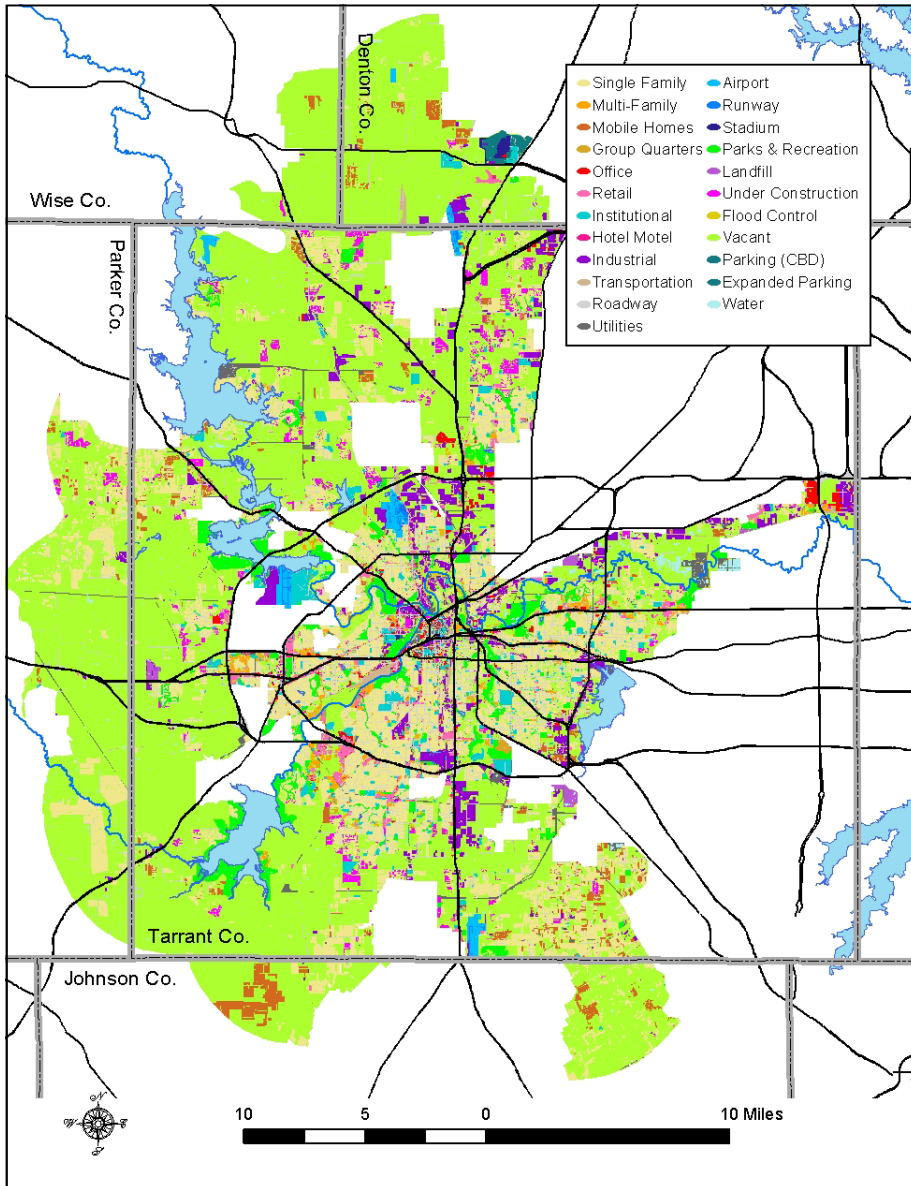 Denton Co.
Single Family
Multi-Family
Mobile Homes
Group Quarters
Office
Retail
Institutional
Hotel Motel
Industrial
Transportation
Roadway
Utilities
Airport
Runway
Stadium
Parks & Recreation
Landfill
Under Construction
Flood Control
Vacant
Parking (CBD)
Expanded Parking
Water
Wise Co.
Parker Co.
Tarrant Co.
Johnson Co.
N
W
E
S
10 5 0 10 Miles